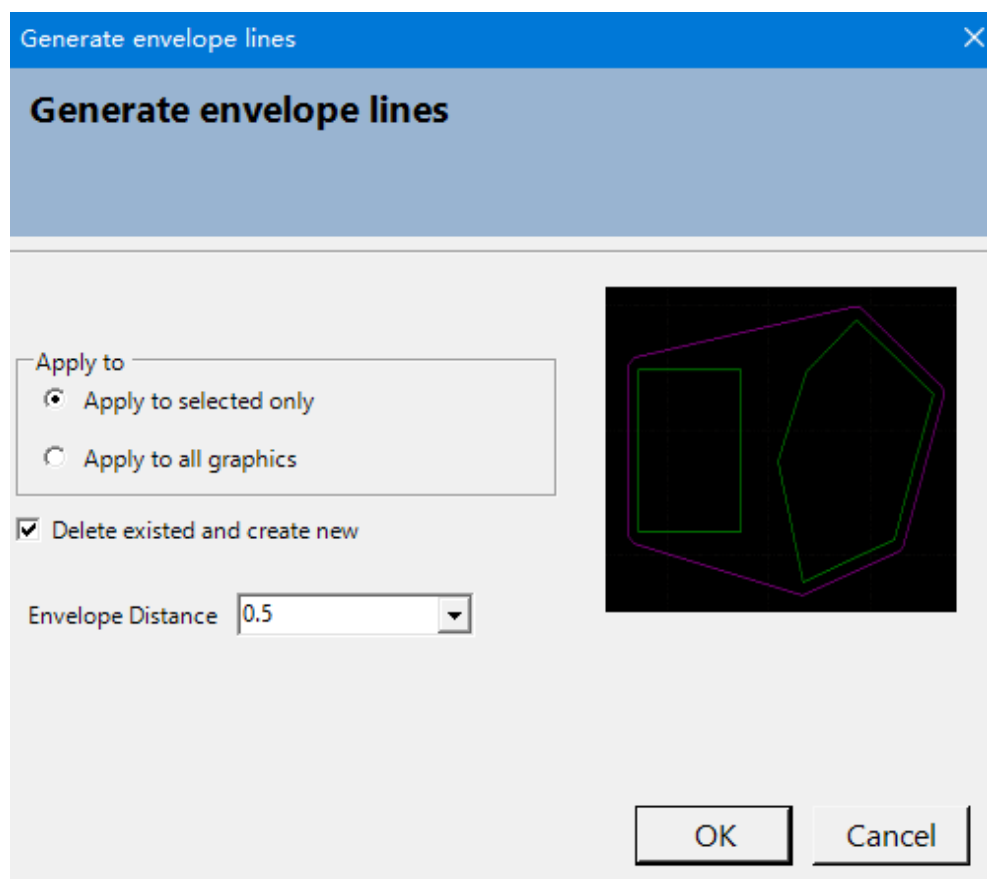 Generate envelope lines
Generate envelope lines
Apply to
Apply to selected only
Apply to all graphics
Delete existed and create new
Envelope Distance 0.5
OK Cancel